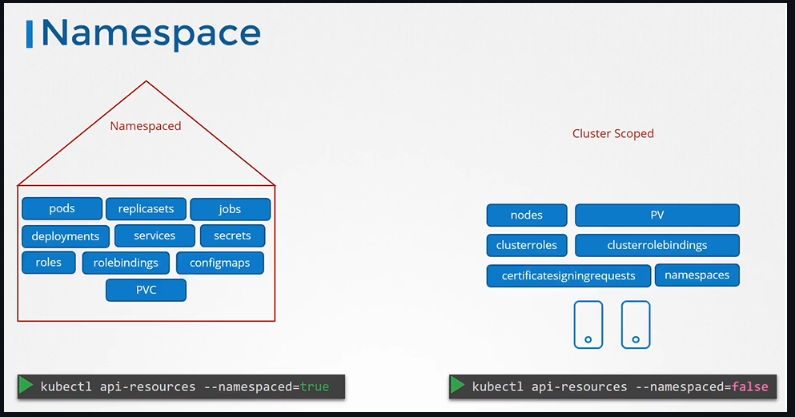 Namespace
Namespaced
Cluster Scoped
pods replicasets jobs
deployments services secrets
roles rolebindings configmaps
PVC
nodes PV
clusterroles clusterrolebindings
certificatesigningrequests namespaces
kubectl api-resources --namespaced=true
kubectl api-resources --namespaced=false